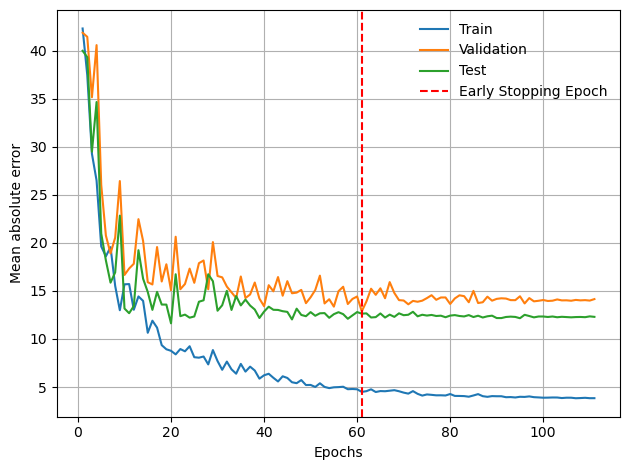 Train
Validation
Test
Early Stopping Epoch
Mean absolute error
40
35
30
25
20
15
10
5
0 20 40 60 80 100
Epochs